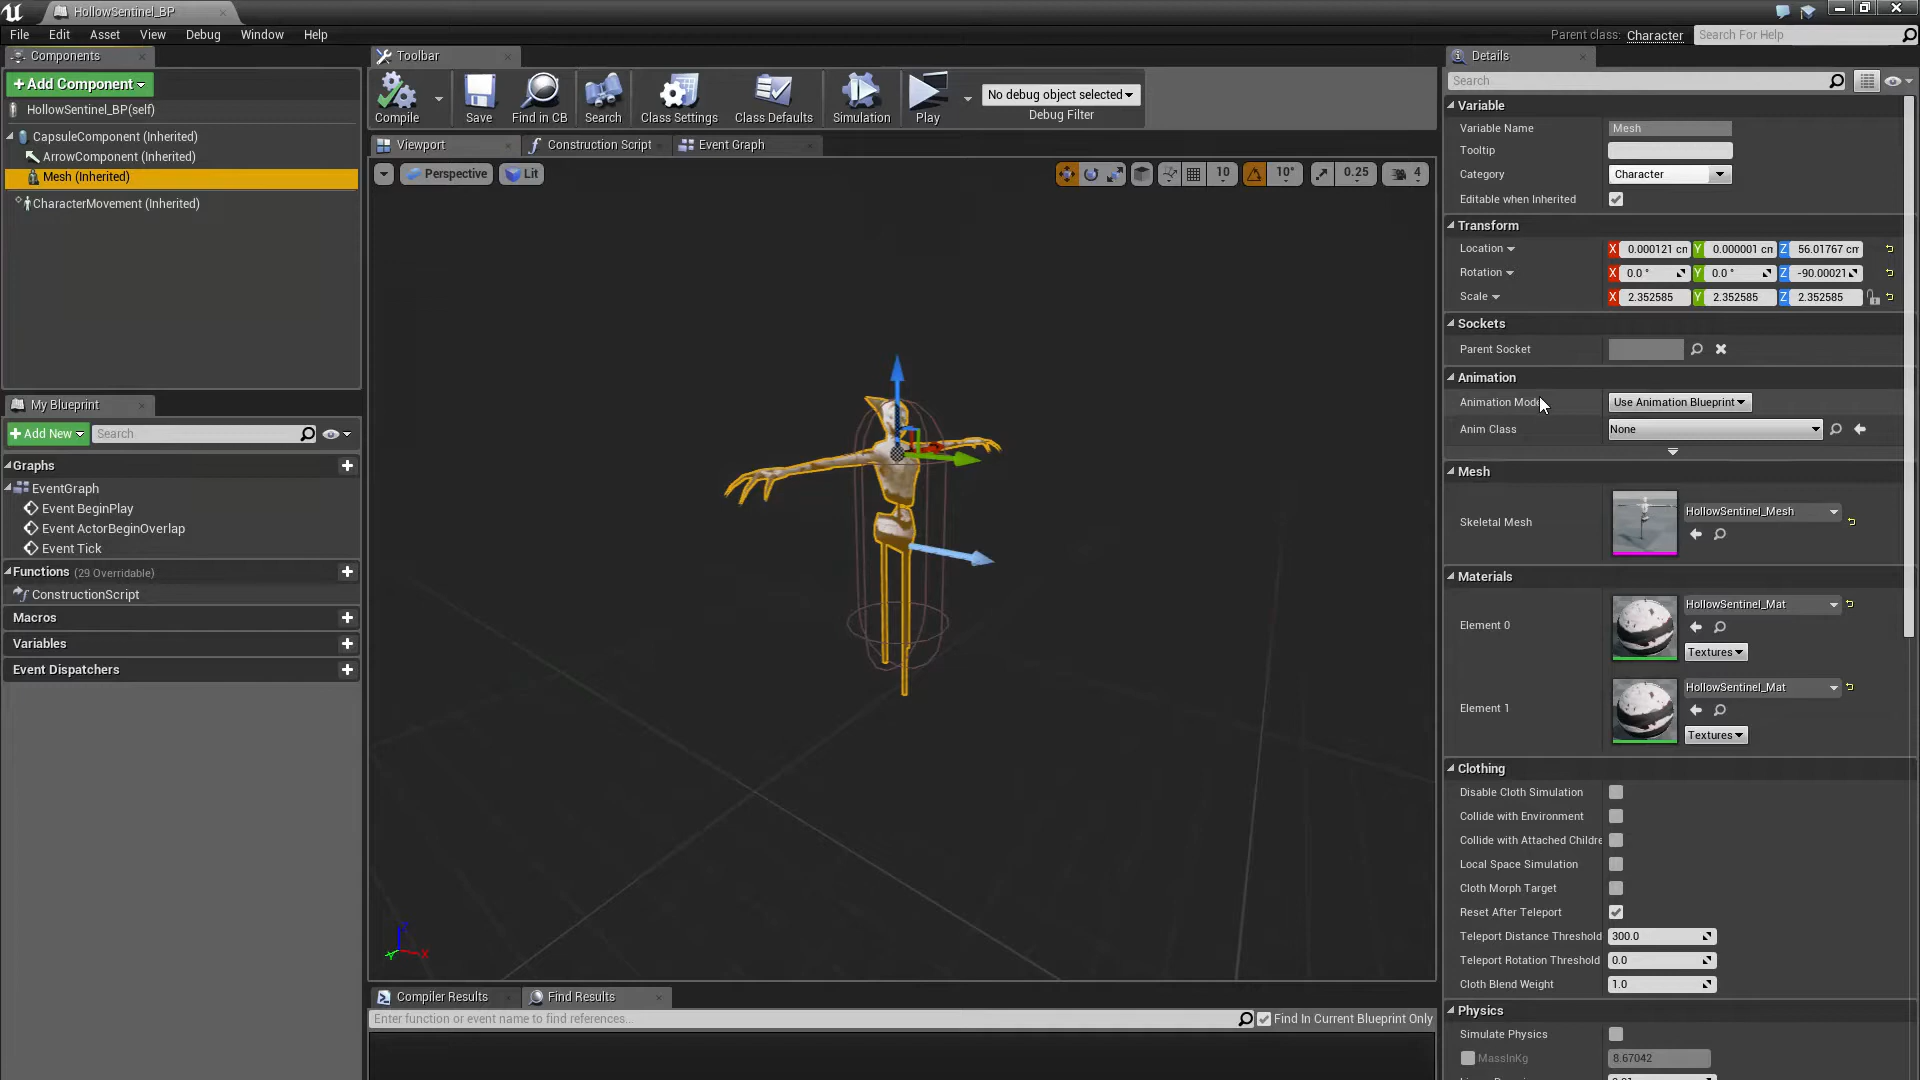 HollowSentinel_BP
File Edit Asset View Debug Window Help
Parent class: Character
Search For Help
Components
+ Add Component
HollowSentinel_BP(self)
CapsuleComponent (Inherited)
ArrowComponent (Inherited)
Mesh (Inherited)
CharacterMovement (Inherited)
My Blueprint
+ Add New
Search
Graphs
EventGraph
Event BeginPlay
Event ActorBeginOverlap
Event Tick
Functions (29 Overridable)
ConstructionScript
Macros
Variables
Event Dispatchers
Toolbar
Compile
Save
Find in CB
Search
Class Settings
Class Defaults
Simulation
Play
No debug object selected
Debug Filter
Viewport
Construction Script
Event Graph
Perspective
Lit
10
10°
0.25
4
Z
X
Y
Compiler Results
Find Results
Enter function or event name to find references...
Find In Current Blueprint Only
Details
Search
Variable
Variable Name Mesh
Tooltip
Category Character
Editable when Inherited
Transform
Location X 0.000121 cm Y 0.000001 cm Z 56.01767 cm
Rotation X 0.0 ° Y 0.0 ° Z -90.00021
Scale X 2.352585 Y 2.352585 Z 2.352585
Sockets
Parent Socket
Animation
Animation Mode Use Animation Blueprint
Anim Class None
Mesh
Skeletal Mesh HollowSentinel_Mesh
Materials
Element 0 HollowSentinel_Mat
Textures
Element 1 HollowSentinel_Mat
Textures
Clothing
Disable Cloth Simulation
Collide with Environment
Collide with Attached Childre
Local Space Simulation
Cloth Morph Target
Reset After Teleport
Teleport Distance Threshold 300.0
Teleport Rotation Threshold 0.0
Cloth Blend Weight 1.0
Physics
Simulate Physics
MassInKg 8.67042